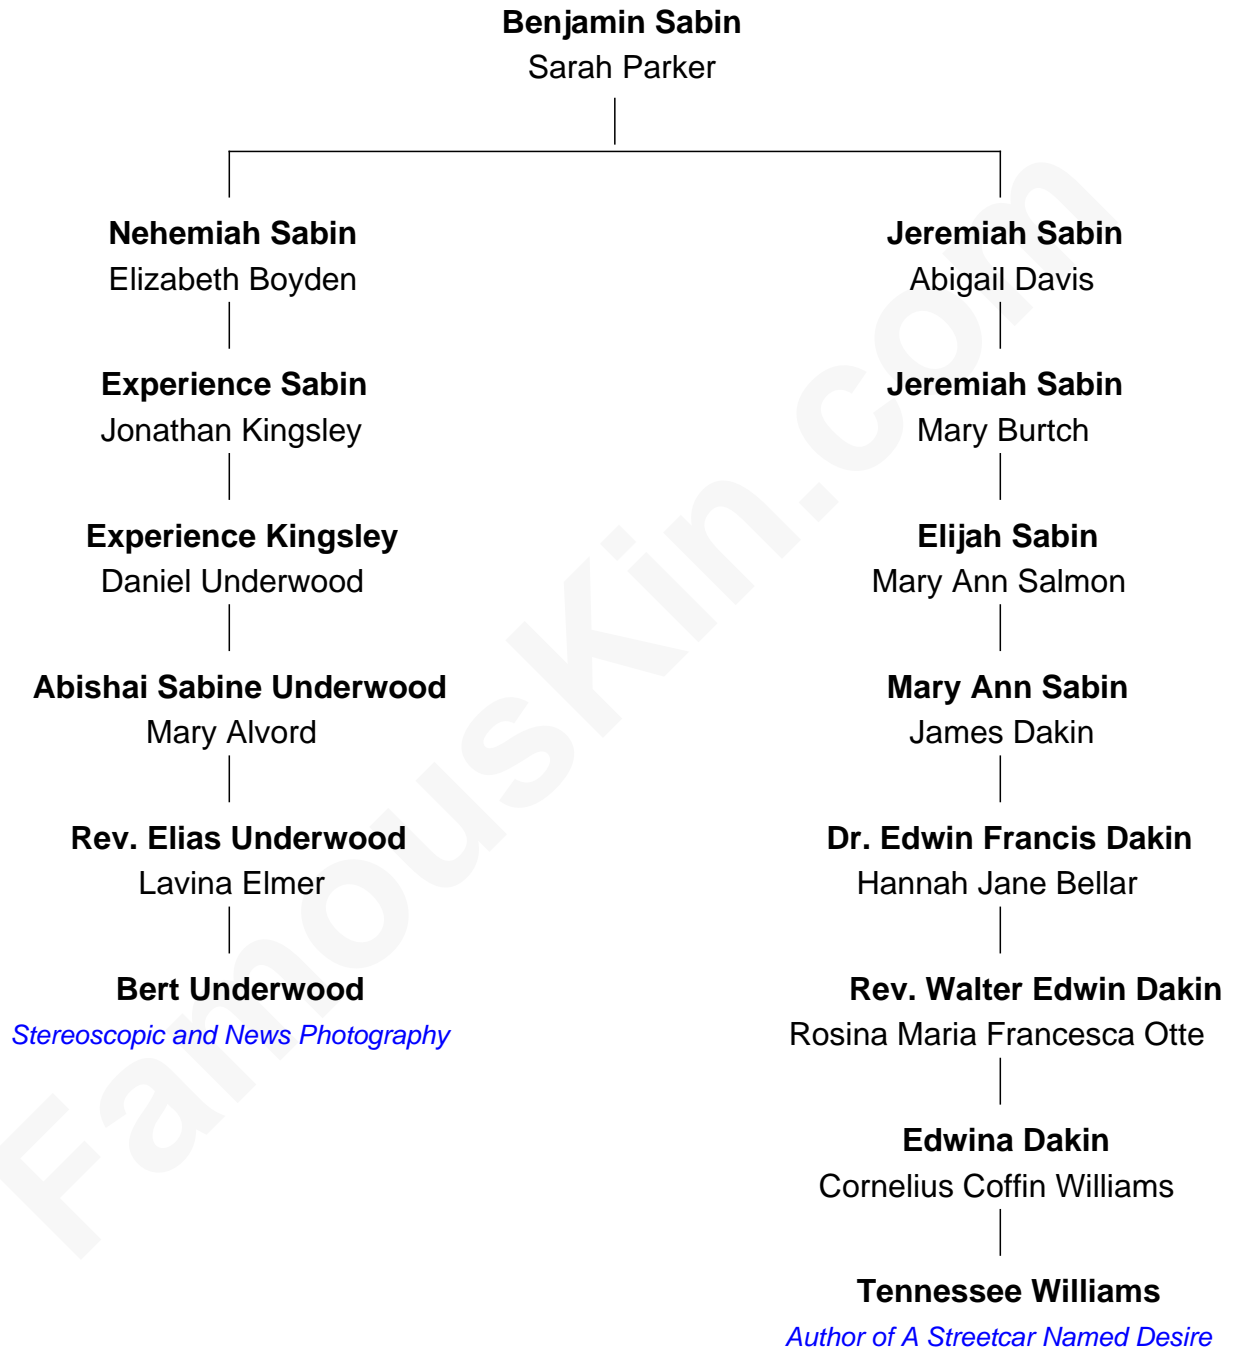 Benjamin Sabin
Sarah Parker
Nehemiah Sabin
Elizabeth Boyden
Experience Sabin
Jonathan Kingsley
Experience Kingsley
Daniel Underwood
Abishai Sabine Underwood
Mary Alvord
Rev. Elias Underwood
Lavina Elmer
Bert Underwood
Stereoscopic and News Photography
Jeremiah Sabin
Abigail Davis
Jeremiah Sabin
Mary Burtch
Elijah Sabin
Mary Ann Salmon
Mary Ann Sabin
James Dakin
Dr. Edwin Francis Dakin
Hannah Jane Bellar
Rev. Walter Edwin Dakin
Rosina Maria Francesca Otte
Edwina Dakin
Cornelius Coffin Williams
Tennessee Williams
Author of A Streetcar Named Desire
FamousKin.com